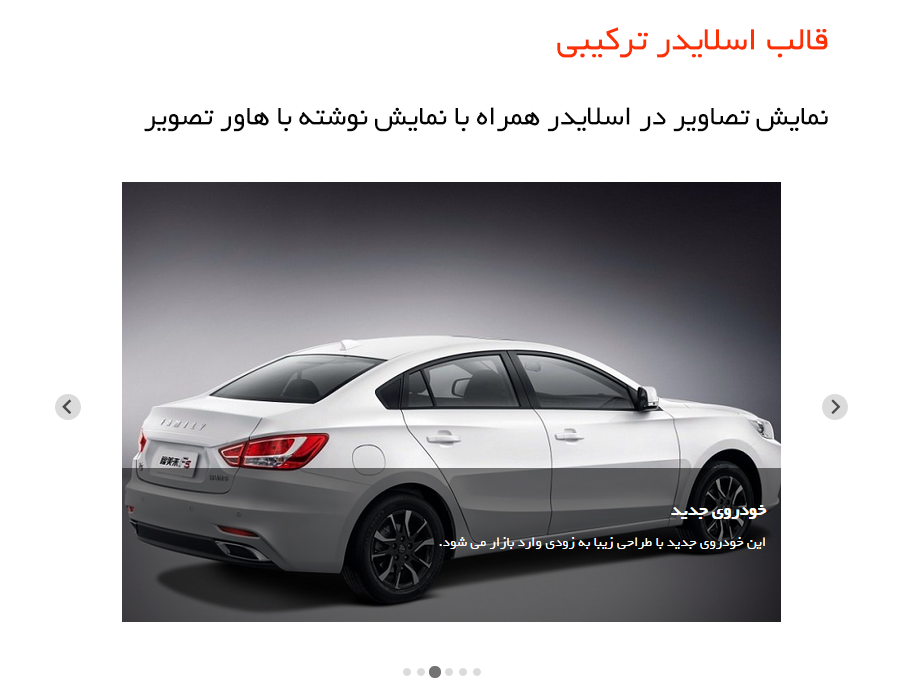 قالب اسلایدر ترکیبی
نمایش تصاویر در اسلایدر همراه با نمایش نوشته با هاور تصویر
FAMILY
خودروی جدید
این خودروی جدید با طراحی زیبا به زودی وارد بازار می شود.